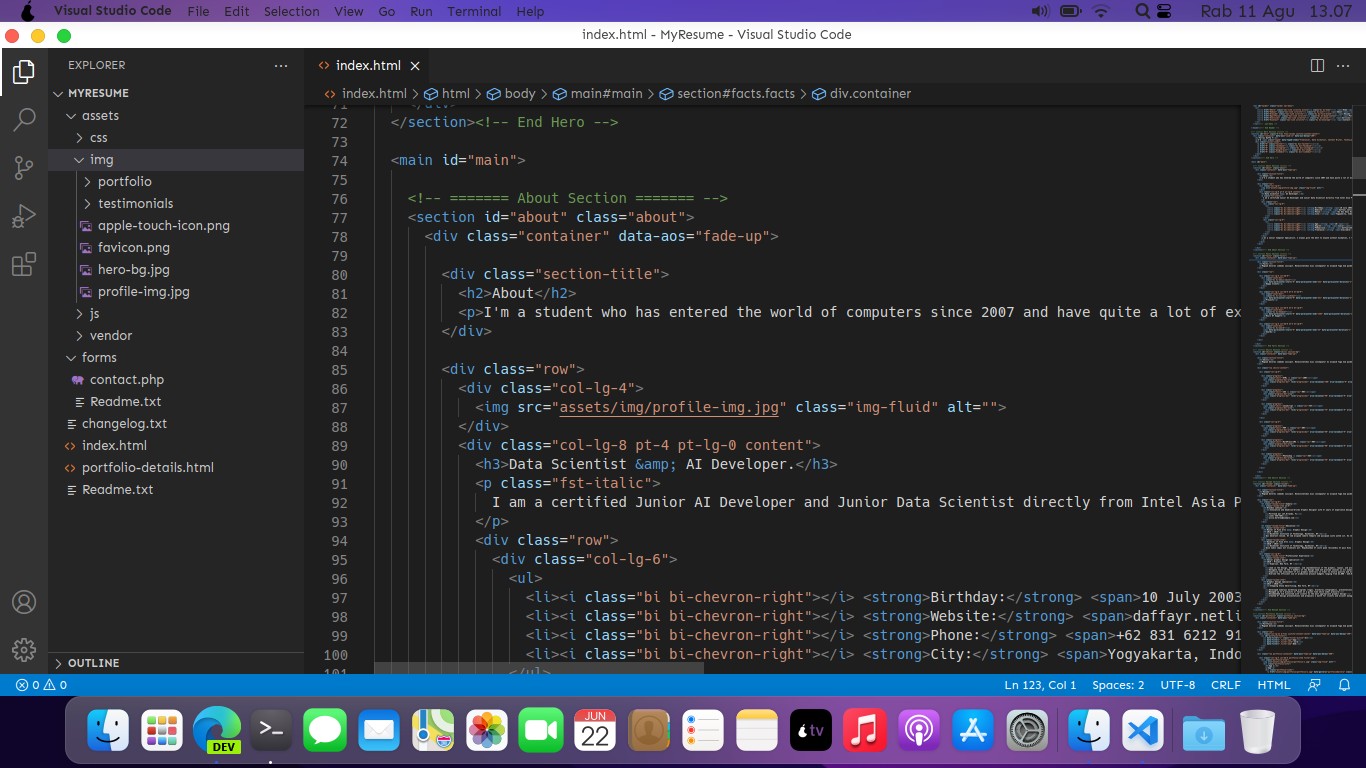 Visual Studio Code File Edit Selection View Go Run Terminal Help Rab 11 Agu 13.07
index.html - MyResume - Visual Studio Code
EXPLORER
MYRESUME
assets
css
img
portfolio
testimonials
apple-touch-icon.png
favicon.png
hero-bg.jpg
profile-img.jpg
js
vendor
forms
contact.php
Readme.txt
changelog.txt
index.html
portfolio-details.html
Readme.txt
OUTLINE
index.html
index.html > html > body > main#main > section#facts.facts > div.container
71 </div>
72 </section><!-- End Hero -->
73
74 <main id="main">
75
76 <!-- ======= About Section ======= -->
77 <section id="about" class="about">
78 <div class="container" data-aos="fade-up">
79
80 <div class="section-title">
81 <h2>About</h2>
82 <p>I'm a student who has entered the world of computers since 2007 and have quite a lot of ex
83 </div>
84
85 <div class="row">
86 <div class="col-lg-4">
87 <img src="assets/img/profile-img.jpg" class="img-fluid" alt="">
88 </div>
89 <div class="col-lg-8 pt-4 pt-lg-0 content">
90 <h3>Data Scientist &amp; AI Developer.</h3>
91 <p class="fst-italic">
92 I am a certified Junior AI Developer and Junior Data Scientist directly from Intel Asia P
93 </p>
94 <div class="row">
95 <div class="col-lg-6">
96 <ul>
97 <li><i class="bi bi-chevron-right"></i> <strong>Birthday:</strong> <span>10 July 2003
98 <li><i class="bi bi-chevron-right"></i> <strong>Website:</strong> <span>daffayr.netli
99 <li><i class="bi bi-chevron-right"></i> <strong>Phone:</strong> <span>+62 831 6212 91
100 <li><i class="bi bi-chevron-right"></i> <strong>City:</strong> <span>Yogyakarta, Indo
101 </ul>
0 0 Ln 123, Col 1 Spaces: 2 UTF-8 CRLF HTML
DEV
JUN
22
tv